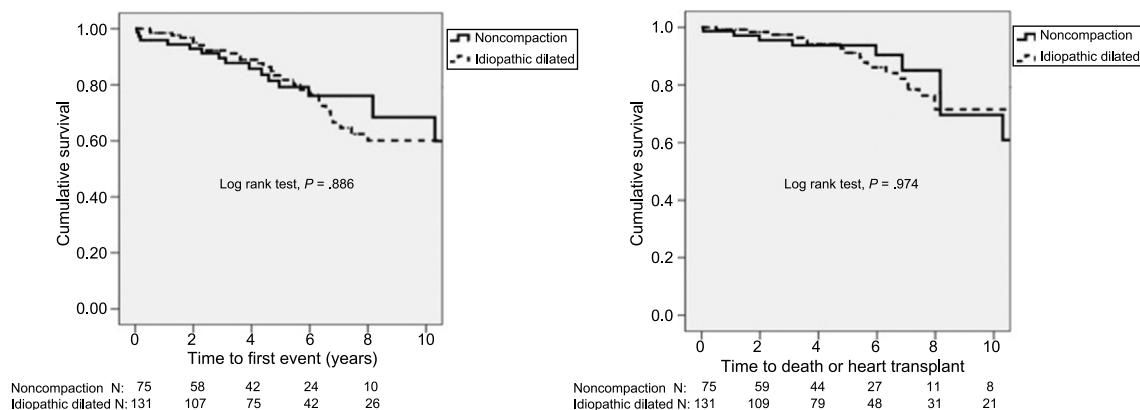 Cumulative survival
1.00
0.80
0.60
0.40
0.20
0.00
Noncompaction
Idiopathic dilated
Log rank test, P = .886
0 2 4 6 8 10
Time to first event (years)
Noncompaction N: 75 58 42 24 10
Idiopathic dilated N: 131 107 75 42 26
Cumulative survival
1.0
0.8
0.6
0.4
0.2
0.0
Noncompaction
Idiopathic dilated
Log rank test, P = .974
0 2 4 6 8 10
Time to death or heart transplant
Noncompaction N: 75 59 44 27 11 8
Idiopathic dilated N: 131 109 79 48 31 21